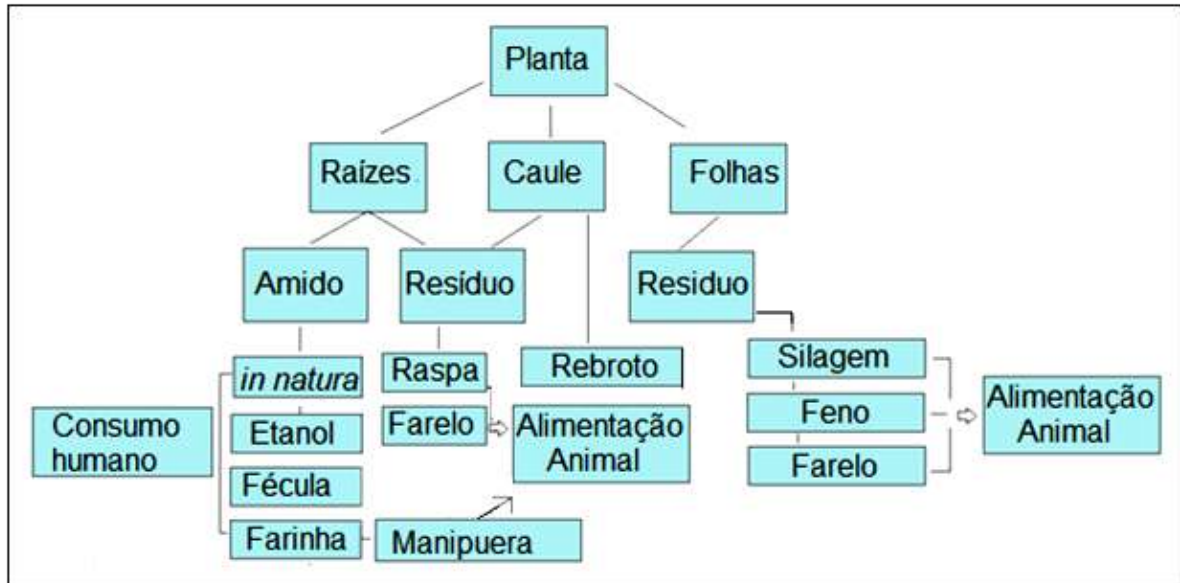 Planta
Raízes
Caule
Folhas
Amido
Resíduo
Residuo
in natura
Raspa
Rebroto
Silagem
Consumo
humano
Etanol
Farelo
Alimentação
Animal
Feno
Alimentação
Animal
Fécula
Farelo
Farinha
Manipuera